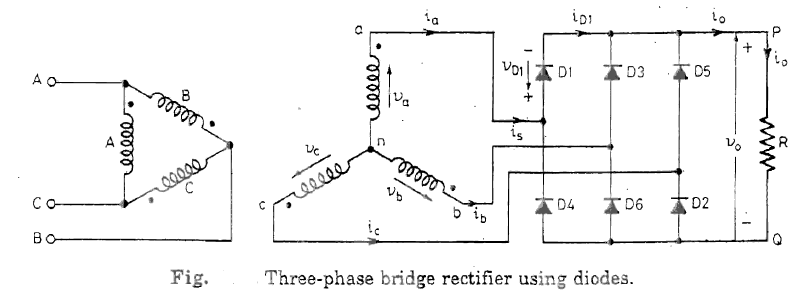 a
i_a
i_D1
i_o
P
A
B
A
C
C
B
v_a
n
v_c
v_b
c
b
i_b
i_c
i_s
v_D1
-
+
D1
D3
D5
D4
D6
D2
+
v_o
-
i_o
R
Q
Fig. Three-phase bridge rectifier using diodes.